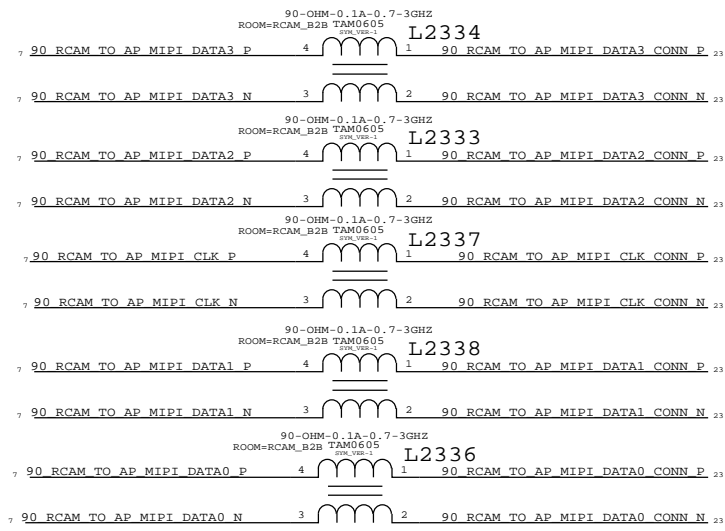 90-OHM-0.1A-0.7-3GHZ
ROOM=RCAM_B2B TAM0605 L2334
SYM_VER-1
7 90_RCAM_TO_AP_MIPI_DATA3_P 4 1 90_RCAM_TO_AP_MIPI_DATA3_CONN_P 23
7 90_RCAM_TO_AP_MIPI_DATA3_N 3 2 90_RCAM_TO_AP_MIPI_DATA3_CONN_N 23
90-OHM-0.1A-0.7-3GHZ
ROOM=RCAM_B2B TAM0605 L2333
SYM_VER-1
7 90_RCAM_TO_AP_MIPI_DATA2_P 4 1 90_RCAM_TO_AP_MIPI_DATA2_CONN_P 23
7 90_RCAM_TO_AP_MIPI_DATA2_N 3 2 90_RCAM_TO_AP_MIPI_DATA2_CONN_N 23
90-OHM-0.1A-0.7-3GHZ
ROOM=RCAM_B2B TAM0605 L2337
SYM_VER-1
7 90_RCAM_TO_AP_MIPI_CLK_P 4 1 90_RCAM_TO_AP_MIPI_CLK_CONN_P 23
7 90_RCAM_TO_AP_MIPI_CLK_N 3 2 90_RCAM_TO_AP_MIPI_CLK_CONN_N 23
90-OHM-0.1A-0.7-3GHZ
ROOM=RCAM_B2B TAM0605 L2338
SYM_VER-1
7 90_RCAM_TO_AP_MIPI_DATA1_P 4 1 90_RCAM_TO_AP_MIPI_DATA1_CONN_P 23
7 90_RCAM_TO_AP_MIPI_DATA1_N 3 2 90_RCAM_TO_AP_MIPI_DATA1_CONN_N 23
90-OHM-0.1A-0.7-3GHZ
ROOM=RCAM_B2B TAM0605 L2336
SYM_VER-1
7 90_RCAM_TO_AP_MIPI_DATA0_P 4 1 90_RCAM_TO_AP_MIPI_DATA0_CONN_P 23
7 90_RCAM_TO_AP_MIPI_DATA0_N 3 2 90_RCAM_TO_AP_MIPI_DATA0_CONN_N 23